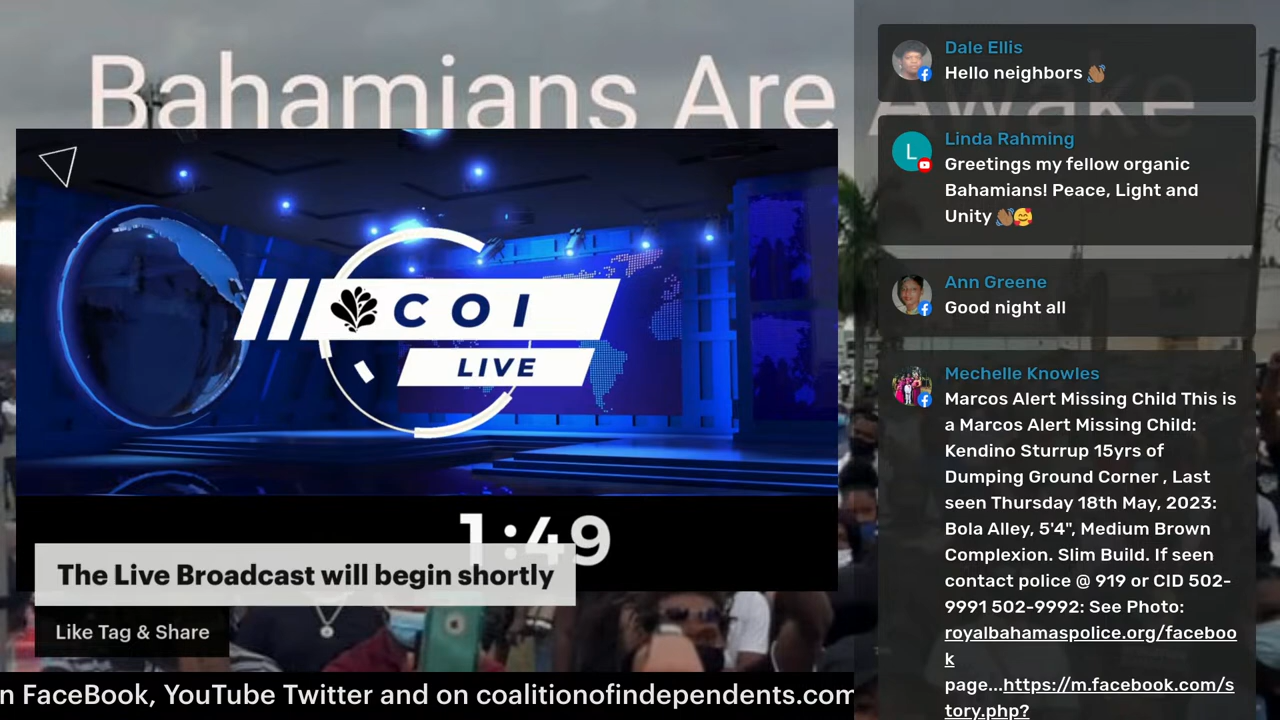 Bahamians Are Awake
COI
LIVE
1:49
The Live Broadcast will begin shortly
Like Tag & Share
n FaceBook, YouTube Twitter and on coalitionofindependents.com
Dale Ellis
Hello neighbors 👋🏾
L
Linda Rahming
Greetings my fellow organic
Bahamians! Peace, Light and
Unity 👋🏾🥰
Ann Greene
Good night all
Mechelle Knowles
Marcos Alert Missing Child This is
a Marcos Alert Missing Child:
Kendino Sturrup 15yrs of
Dumping Ground Corner , Last
seen Thursday 18th May, 2023:
Bola Alley, 5'4", Medium Brown
Complexion. Slim Build. If seen
contact police @ 919 or CID 502-
9991 502-9992: See Photo:
royalbahamaspolice.org/faceboo
k
page...https://m.facebook.com/s
tory.php?